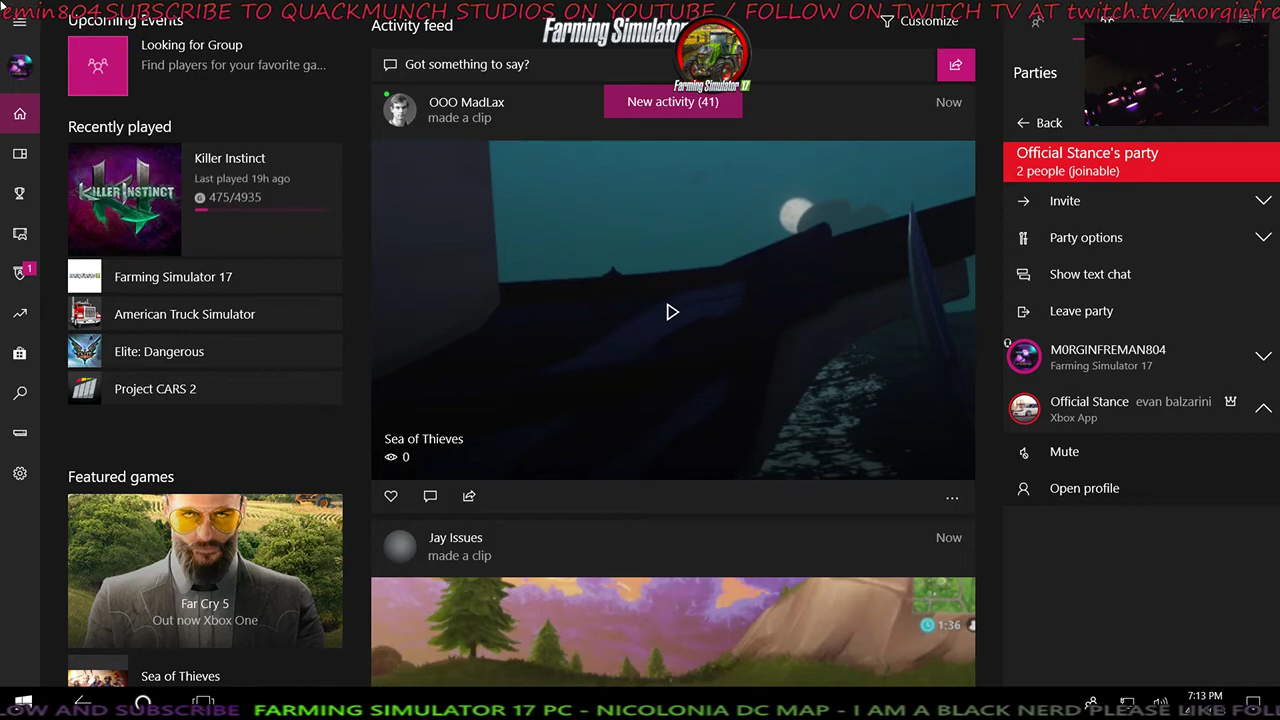 emin804SUBSCRIBE TO QUACKMUNCH STUDIOS ON YOUTUBE / FOLLOW ON TWITCH TV AT twitch.tv/morginfre
Upcoming Events
Looking for Group
Find players for your favorite ga...
Recently played
KILLER INSTINCT
Killer Instinct
Last played 19h ago
G 475/4935
Farming Simulator 17
American Truck Simulator
Elite: Dangerous
Project CARS 2
Featured games
Far Cry 5
Out now Xbox One
Sea of Thieves
1
Activity feed
Farming Simulator
Farming Simulator 17
Customize
Got something to say?
New activity (41)
OOO MadLax
made a clip
Now
Sea of Thieves
0
...
Jay Issues
made a clip
Now
1:36
Parties
Back
Official Stance's party
2 people (joinable)
Invite
Party options
Show text chat
Leave party
M0RGINFREMAN804
Farming Simulator 17
Official Stance evan balzarini
Xbox App
Mute
Open profile
7:13 PM
LOW AND SUBSCRIBE FARMING SIMULATOR 17 PC - NICOLONIA DC MAP - I AM A BLACK NERD PLEASE LIKE FOL